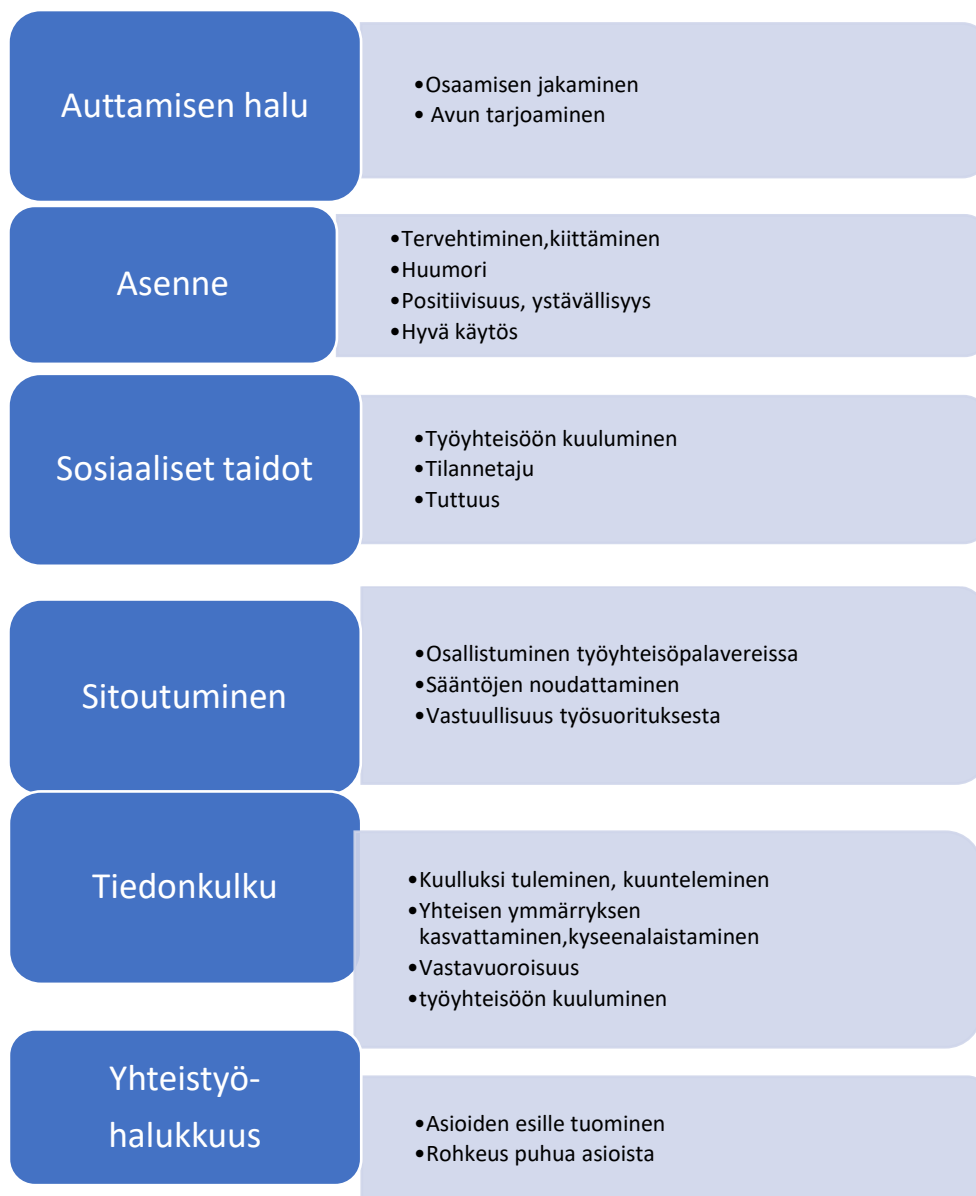 Auttamisen halu
•Osaamisen jakaminen
• Avun tarjoaminen
Asenne
•Tervehtiminen,kiittäminen
•Huumori
•Positiivisuus, ystävällisyys
•Hyvä käytös
Sosiaaliset taidot
•Työyhteisöön kuuluminen
•Tilannetaju
•Tuttuus
Sitoutuminen
•Osallistuminen työyhteisöpalavereissa
•Sääntöjen noudattaminen
•Vastuullisuus työsuorituksesta
Tiedonkulku
•Kuulluksi tuleminen, kuunteleminen
•Yhteisen ymmärryksen
kasvattaminen,kyseenalaistaminen
•Vastavuoroisuus
•työyhteisöön kuuluminen
Yhteistyö-
halukkuus
•Asioiden esille tuominen
•Rohkeus puhua asioista